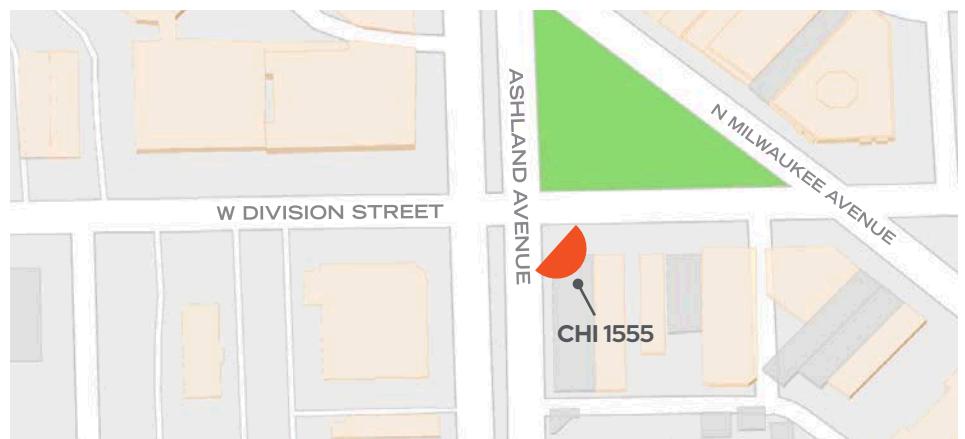 ASHLAND AVENUE
N MILWAUKEE AVENUE
W DIVISION STREET
CHI 1555